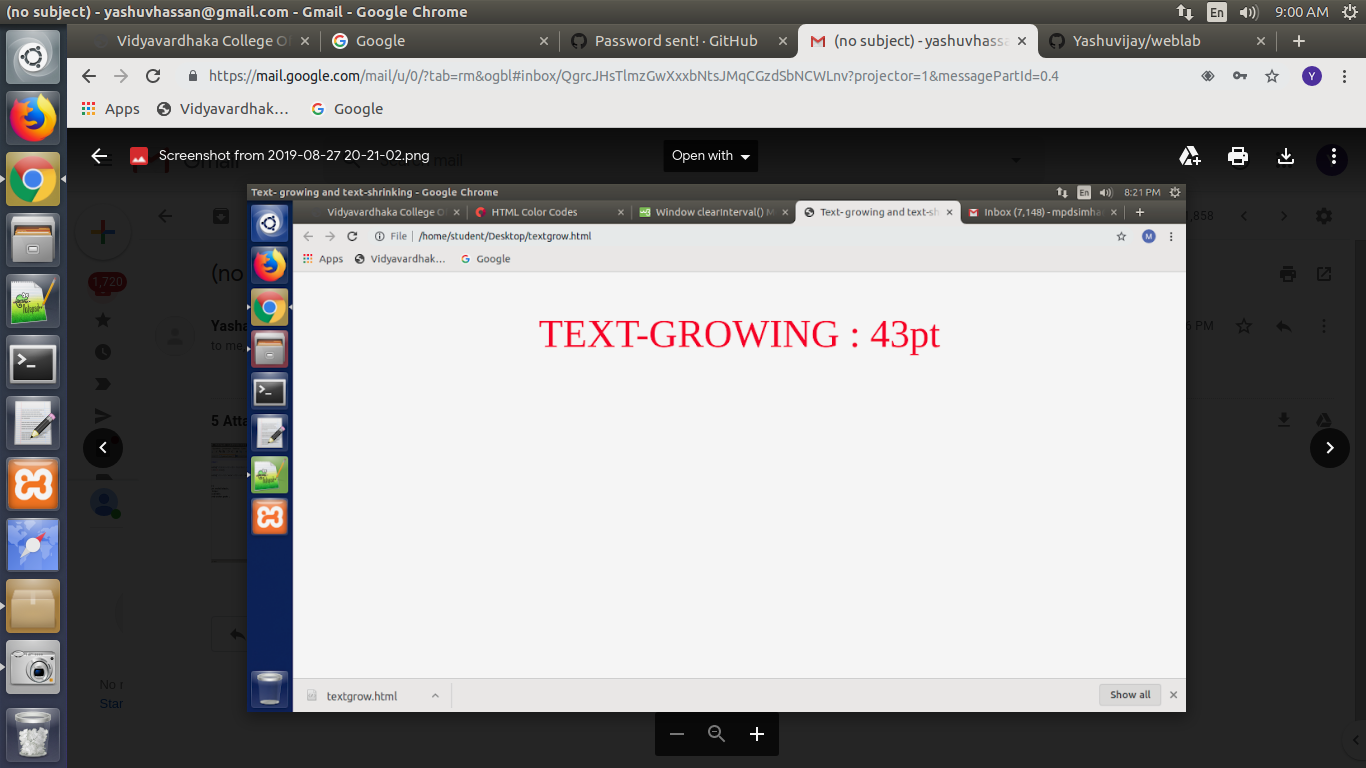 (no subject) - yashuvhassan@gmail.com - Gmail - Google Chrome
En
9:00 AM
Vidyavardhaka College O
Google
Password sent! · GitHub
(no subject) - yashuvhass
Yashuvijay/weblab
https://mail.google.com/mail/u/0/?tab=rm&ogbl#inbox/QgrcJHsTlmzGwXxxbNtsJMqCGzdSbNCWLnv?projector=1&messagePartId=0.4
Y
Apps
Vidyavardhak…
Google
Screenshot from 2019-08-27 20-21-02.png
Open with
Text- growing and text-shrinking - Google Chrome
En
8:21 PM
Vidyavardhaka College O
HTML Color Codes
Window clearInterval() M
Text- growing and text-sh
Inbox (7,148) - mpdsimha
File
/home/student/Desktop/textgrow.html
M
Apps
Vidyavardhak…
Google
TEXT-GROWING : 43pt
textgrow.html
Show all
1,720
(no
Yasha
to me
5 Atta
,858
PM
Star